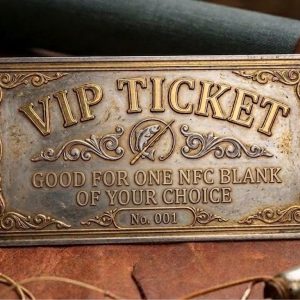 VIP TICKET
GOOD FOR ONE NFC BLANK
OF YOUR CHOICE
No. 001